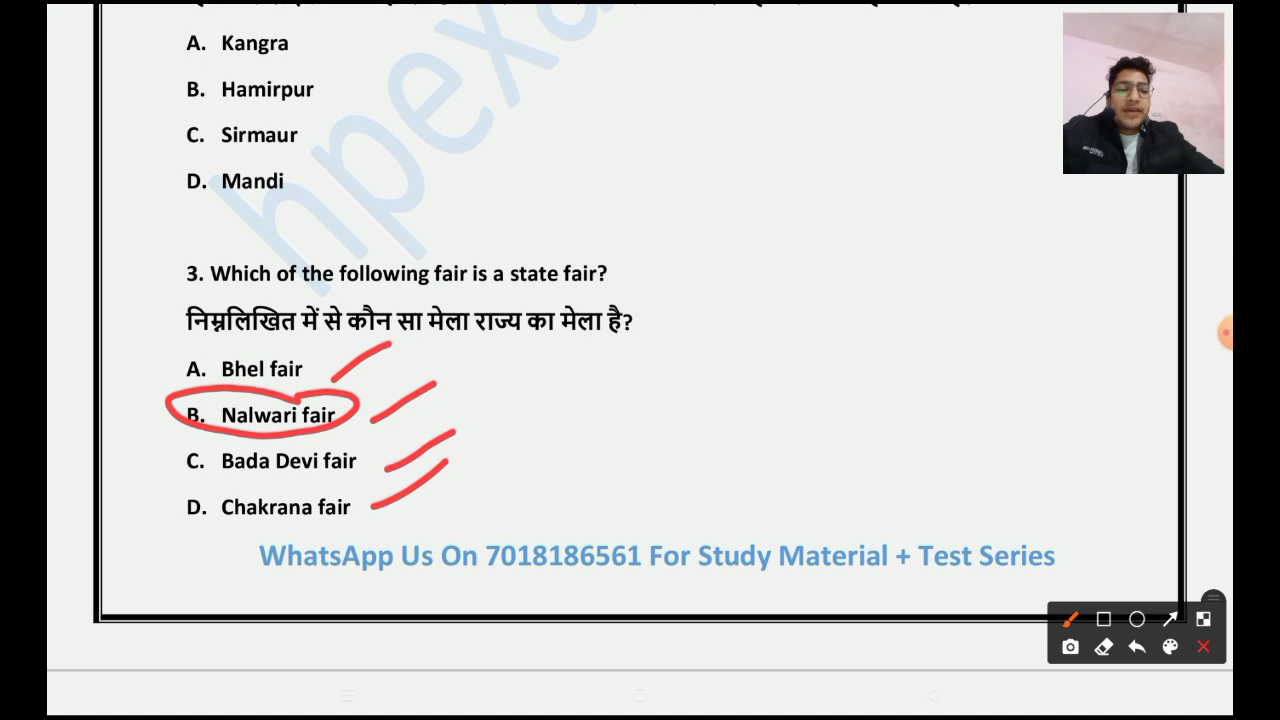 A. Kangra
B. Hamirpur
C. Sirmaur
D. Mandi
3. Which of the following fair is a state fair?
निम्नलिखित में से कौन सा मेला राज्य का मेला है?
A. Bhel fair
B. Nalwari fair
C. Bada Devi fair
D. Chakrana fair
WhatsApp Us On 7018186561 For Study Material + Test Series
hpexa